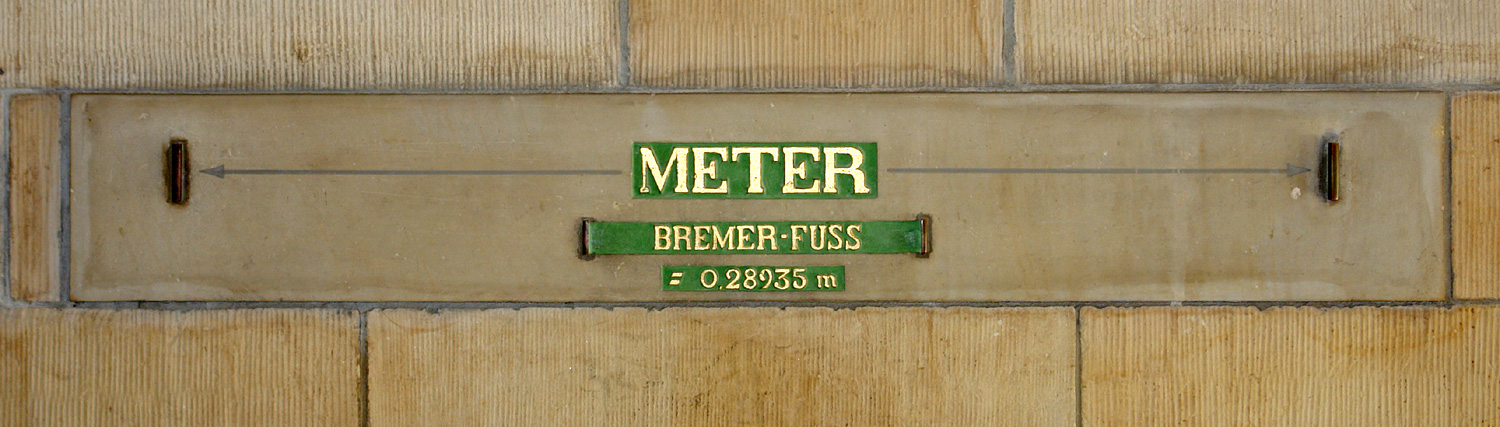 METER
BREMER-FUSS
= 0,28935 m